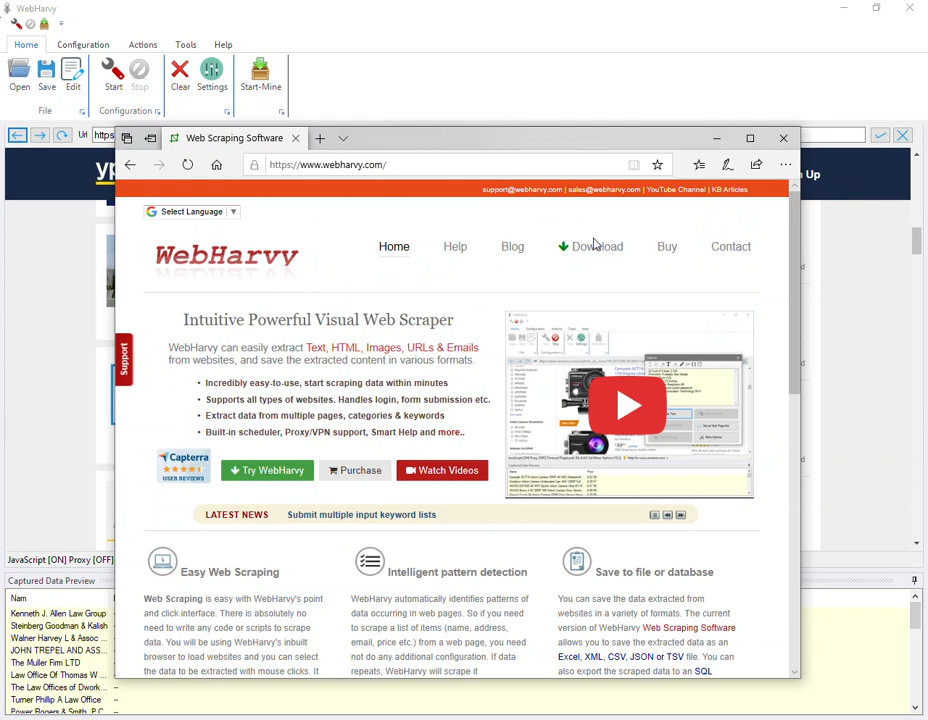 WebHarvy
Home Configuration Actions Tools Help
Open Save Edit Start Stop Clear Settings Start-Mine
File Configuration
Url https
Sign Up
Web Scraping Software
https://www.webharvy.com/
support@webharvy.com | sales@webharvy.com | YouTube Channel | KB Articles
Select Language
WebHarvy
Home Help Blog Download Buy Contact
Support
Intuitive Powerful Visual Web Scraper
WebHarvy can easily extract Text, HTML, Images, URLs & Emails
from websites, and save the extracted content in various formats.
• Incredibly easy-to-use, start scraping data within minutes
• Supports all types of websites. Handles login, form submission etc.
• Extract data from multiple pages, categories & keywords
• Built-in scheduler, Proxy/VPN support, Smart Help and more..
Capterra
USER REVIEWS
Try WebHarvy Purchase Watch Videos
LATEST NEWS Submit multiple input keyword lists
Easy Web Scraping
Web Scraping is easy with WebHarvy's point
and click interface. There is absolutely no
need to write any code or scripts to scrape
data. You will be using WebHarvy's inbuilt
browser to load websites and you can select
the data to be extracted with mouse clicks. It
Intelligent pattern detection
WebHarvy automatically identifies patterns of
data occurring in web pages. So if you need
to scrape a list of items (name, address,
email, price etc.) from a web page, you need
not do any additional configuration. If data
repeats, WebHarvy will scrape it
Save to file or database
You can save the data extracted from
websites in a variety of formats. The current
version of WebHarvy Web Scraping Software
allows you to save the extracted data as an
Excel, XML, CSV, JSON or TSV file. You can
also export the scraped data to an SQL
JavaScript [ON] Proxy [OFF]
Captured Data Preview
Nam
Kenneth J. Allen Law Group
Steinberg Goodman & Kalish
Walner Harvey L & Assoc ...
JOHN TREPEL AND ASS...
The Muller Firm LTD
Law Office Of Thomas W ...
The Law Offices of Dwork...
Turner Phillip A Law Office
Power Rogers & Smith, P.C.